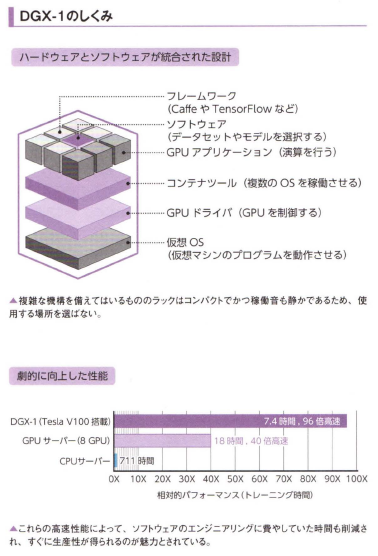 DGX-1のしくみ
ハードウェアとソフトウェアが統合された設計
フレームワーク
(Caffe や TensorFlow など)
ソフトウェア
(データセットやモデルを選択する)
GPU アプリケーション (演算を行う)
コンテナツール (複数の OS を稼働させる)
GPU ドライバ (GPU を制御する)
仮想 OS
(仮想マシンのプログラムを動作させる)
▲複雑な機構を備えてはいるもののラックはコンパクトでかつ稼働音も静かであるため、使
用する場所を選ばない。
劇的に向上した性能
DGX-1 (Tesla V100 搭載) 7.4 時間 , 96 倍高速
GPU サーバー (8 GPU) 18 時間 , 40 倍高速
CPUサーバー 711 時間
0X 10X 20X 30X 40X 50X 60X 70X 80X 90X 100X
相対的パフォーマンス (トレーニング時間)
▲これらの高速性能によって、ソフトウェアのエンジニアリングに費やしていた時間も削減さ
れ、すぐに生産性が得られるのが魅力とされている。